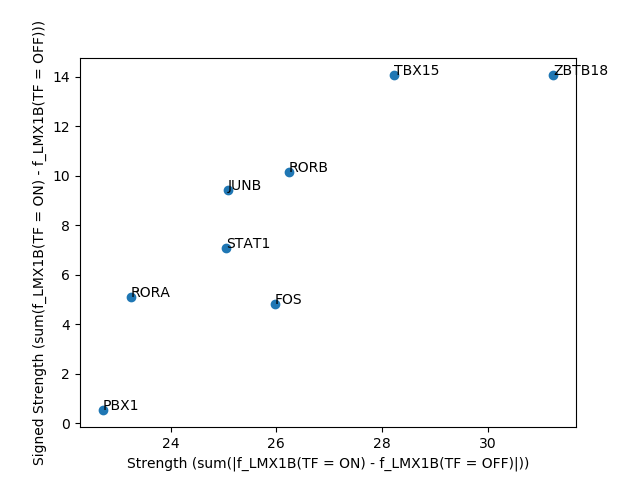 Signed Strength (sum(f_LMX1B(TF = ON) - f_LMX1B(TF = OFF)))
14
12
10
8
6
4
2
0
TBX15
ZBTB18
RORB
JUNB
STAT1
RORA
FOS
PBX1
24
26
28
30
Strength (sum(|f_LMX1B(TF = ON) - f_LMX1B(TF = OFF)|))